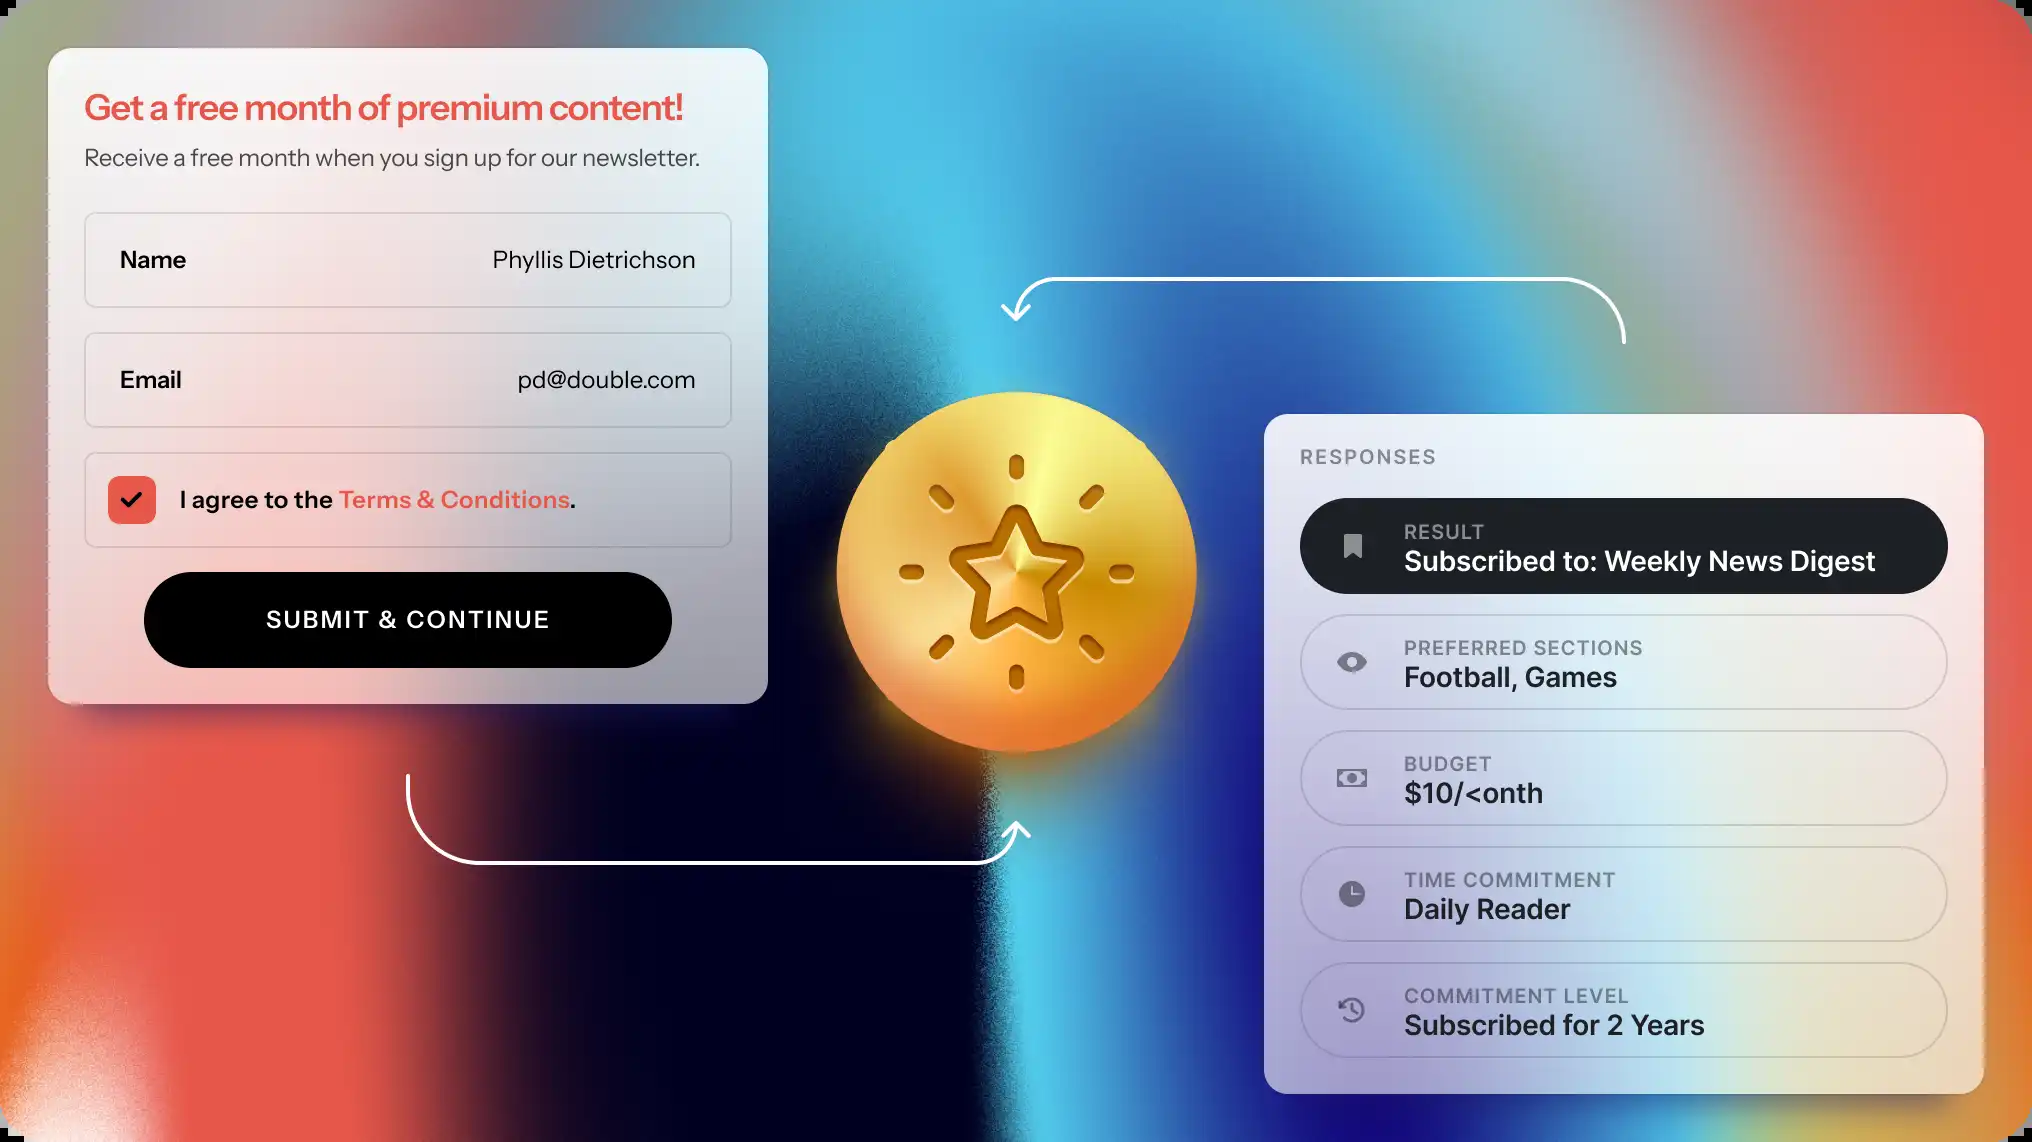 Get a free month of premium content!
Receive a free month when you sign up for our newsletter.
Name
Phyllis Dietrichson
Email
pd@double.com
I agree to the Terms & Conditions.
SUBMIT & CONTINUE
RESPONSES
RESULT
Subscribed to: Weekly News Digest
PREFERRED SECTIONS
Football, Games
BUDGET
$10/<onth
TIME COMMITMENT
Daily Reader
COMMITMENT LEVEL
Subscribed for 2 Years